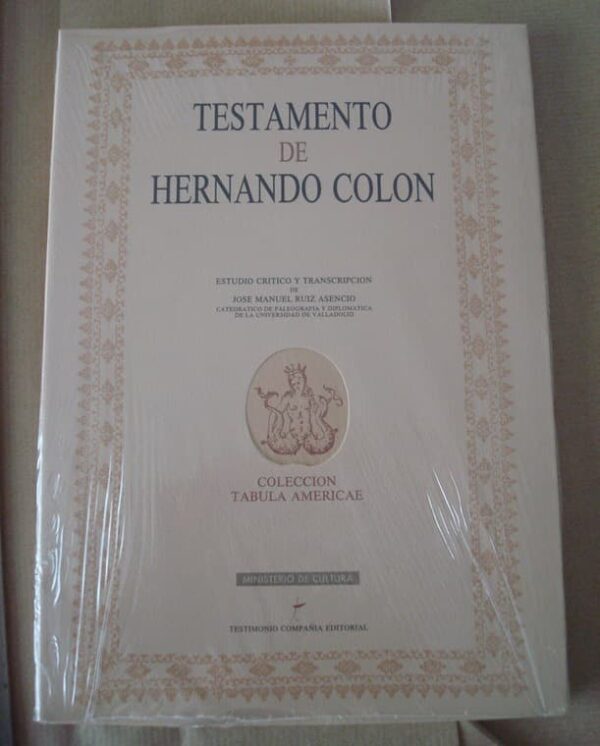 TESTAMENTO
DE
HERNANDO COLON
ESTUDIO CRITICO Y TRANSCRIPCION
DE
JOSE MANUEL RUIZ ASENCIO
CATEDRATICO DE PALEOGRAFIA Y DIPLOMATICA
DE LA UNIVERSIDAD DE VALLADOLID
COLECCION
TABULA AMERICAE
MINISTERIO DE CULTURA
TESTIMONIO COMPAÑIA EDITORIAL